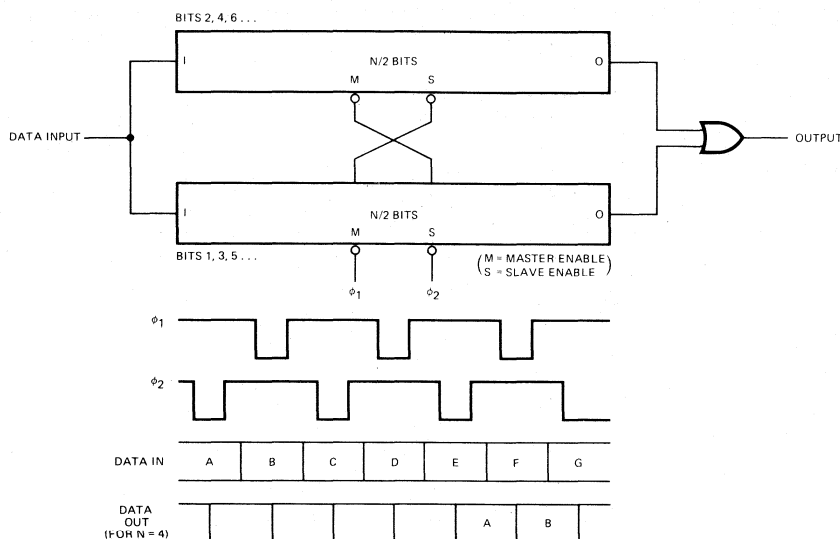 BITS 2, 4, 6 . . .
I N/2 BITS O
M S
DATA INPUT
OUTPUT
I N/2 BITS O
M S
BITS 1, 3, 5 . . .
(M = MASTER ENABLE
S = SLAVE ENABLE)
ϕ1 ϕ2
ϕ1
ϕ2
DATA IN A B C D E F G
DATA
OUT A B
(FOR N = 4)